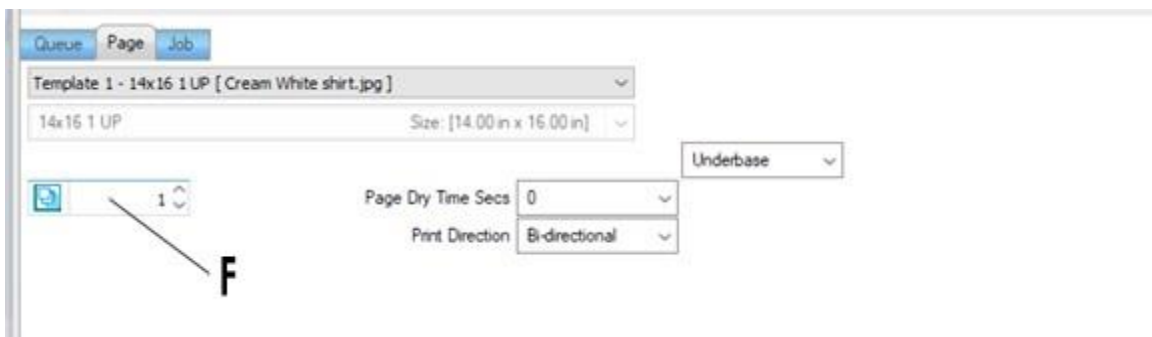 Queue Page Job
Template 1 - 14x16 1 UP [ Cream White shirt.jpg ]
14x16 1 UP Size: [14.00 in x 16.00 in]
Underbase
1 Page Dry Time Secs 0
Print Direction Bi-directional
F